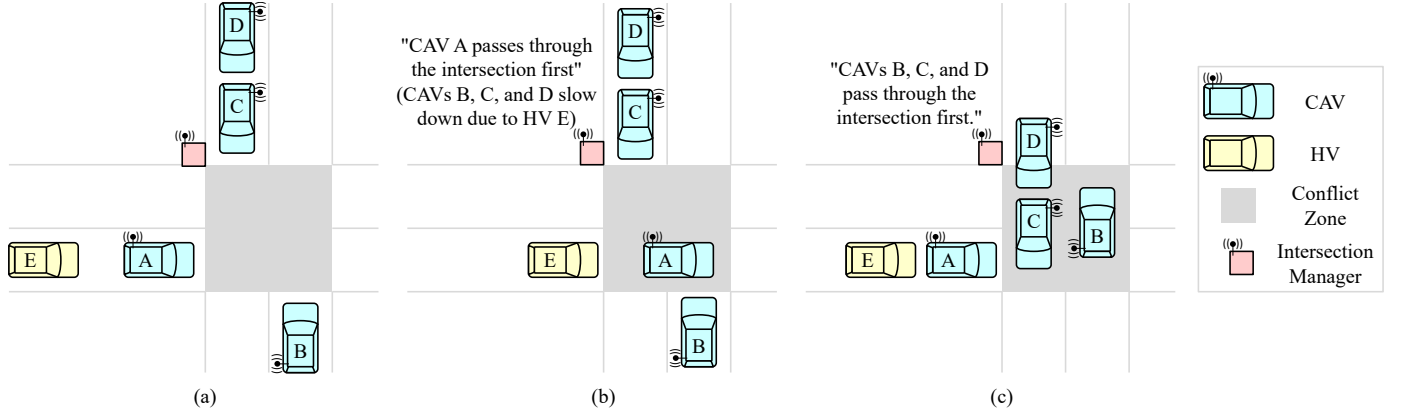 D
C
E
A
B
(a)
"CAV A passes through
the intersection first"
(CAVs B, C, and D slow
down due to HV E)
D
C
E
A
B
(b)
"CAVs B, C, and D
pass through the
intersection first."
D
C
B
E
A
(c)
CAV
HV
Conflict
Zone
Intersection
Manager